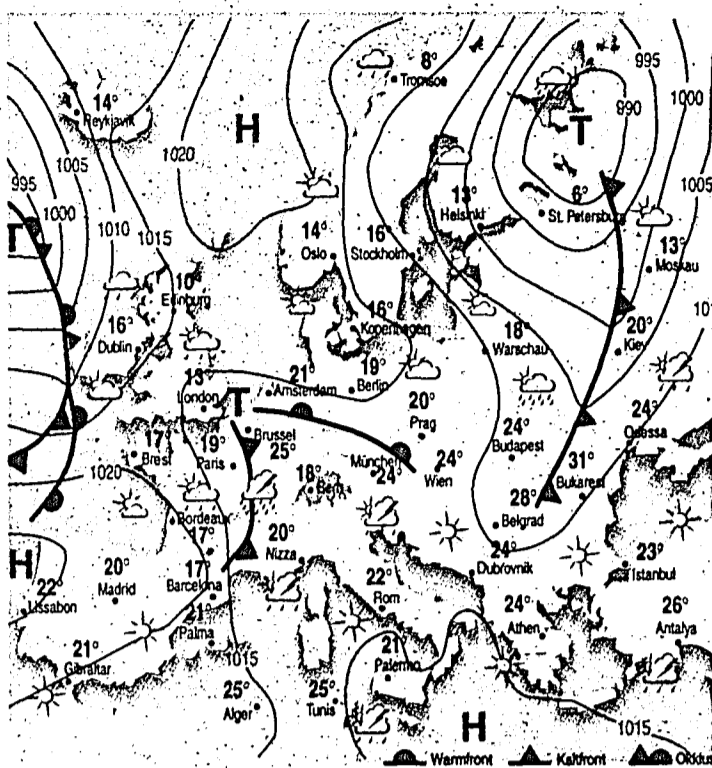 8°
Tromsoe
995
990
1000
H
T
14°
Reykjavik
1020
1005
995
1000
1010
1015
13°
Helsinki
6°
St. Petersburg
1005
T
14°
Oslo
16°
Stockholm
13°
Moskau
10°
Edinburg
16°
Kopenhagen
16°
Dublin
18°
Warschau
20°
Kiev
13°
London
21°
Amsterdam
19°
Berlin
T
20°
Prag
24°
Budapest
24°
Odessa
17°
Brest
19°
Paris
Brussel
25°
München
24°
24°
Wien
31°
Bukarest
1020
18°
Bern
28°
Belgrad
Bordeaux
17°
20°
Nizza
24°
Dubrovnik
23°
Istanbul
H
22°
Lissabon
20°
Madrid
17°
Barcelona
22°
Rom
24°
Athen
26°
Antalya
21°
Palma
21°
Gibraltar
21°
Palermo
1015
25°
Alger
25°
Tunis
H
1015
Warmfront
Kaltfront